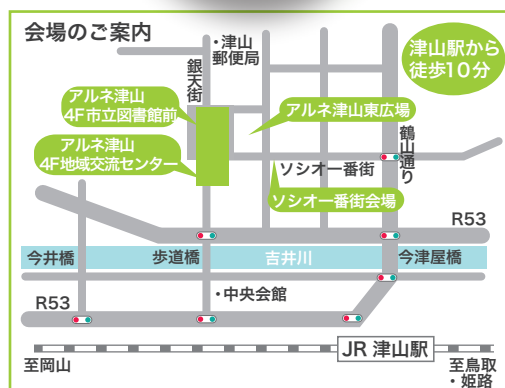 会場のご案内
・津山
郵便局
銀天街
津山駅から
徒歩10分
アルネ津山
4F市立図書館前
アルネ津山東広場
アルネ津山
4F地域交流センター
鶴山通り
ソシオ一番街
ソシオ一番街会場
R53
今井橋
歩道橋
吉井川
今津屋橋
R53
・中央会館
JR 津山駅
至岡山
至鳥取
・姫路